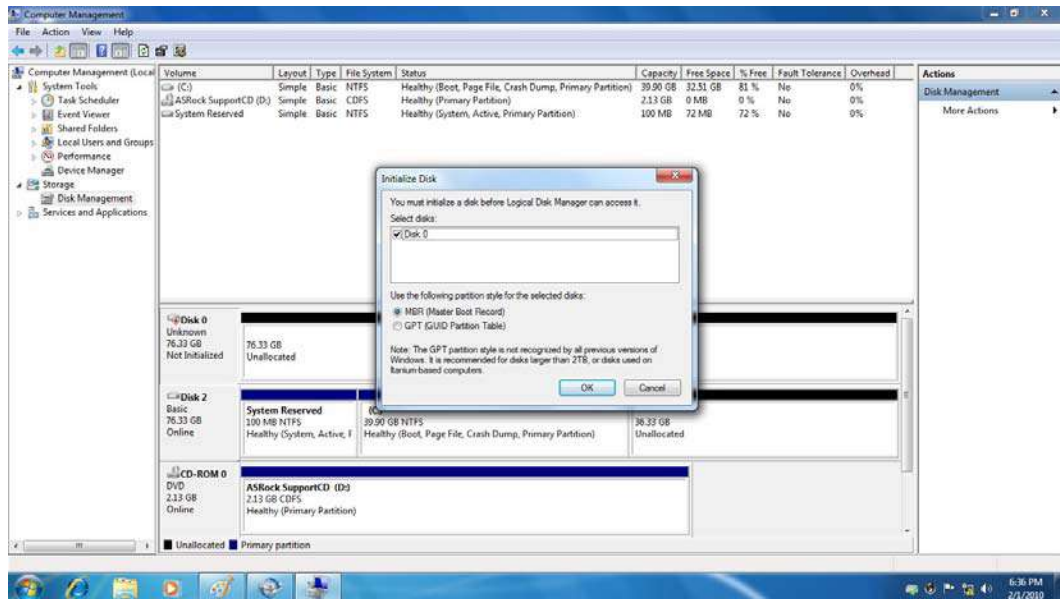 Computer Management
File Action View Help
Computer Management (Local
System Tools
Task Scheduler
Event Viewer
Shared Folders
Local Users and Groups
Performance
Device Manager
Storage
Disk Management
Services and Applications
Volume Layout Type File System Status Capacity Free Space % Free Fault Tolerance Overhead
(C:) Simple Basic NTFS Healthy (Boot, Page File, Crash Dump, Primary Partition) 39.90 GB 32.51 GB 81 % No 0%
ASRock SupportCD (D:) Simple Basic CDFS Healthy (Primary Partition) 2.13 GB 0 MB 0 % No 0%
System Reserved Simple Basic NTFS Healthy (System, Active, Primary Partition) 100 MB 72 MB 72 % No 0%
Actions
Disk Management
More Actions
Initialize Disk
You must initialize a disk before Logical Disk Manager can access it.
Select disks:
Disk 0
Use the following partition style for the selected disks:
MBR (Master Boot Record)
GPT (GUID Partition Table)
Note: The GPT partition style is not recognized by all previous versions of
Windows. It is recommended for disks larger than 2TB, or disks used on
Itanium-based computers.
OK Cancel
Disk 0
Unknown
76.33 GB
Not Initialized
76.33 GB
Unallocated
Disk 2
Basic
76.33 GB
Online
System Reserved
100 MB NTFS
Healthy (System, Active, F
(C:
39.90 GB NTFS
Healthy (Boot, Page File, Crash Dump, Primary Partition)
36.33 GB
Unallocated
CD-ROM 0
DVD
2.13 GB
Online
ASRock SupportCD (D:)
2.13 GB CDFS
Healthy (Primary Partition)
Unallocated Primary partition
6:36 PM
2/1/2010